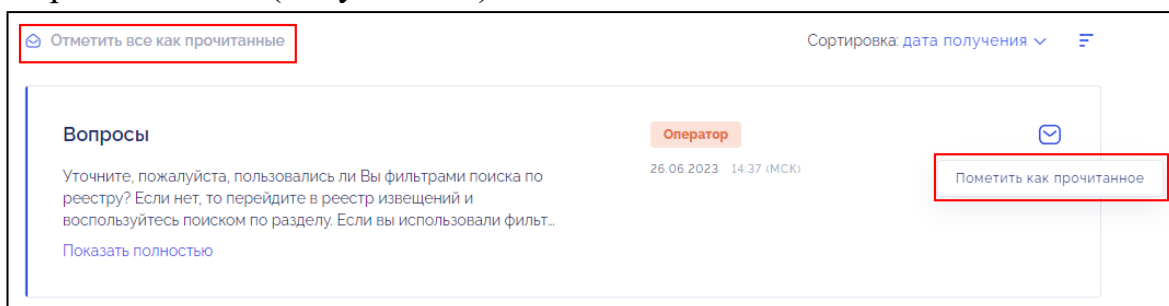 Отметить все как прочитанные
Сортировка: дата получения
Вопросы
Оператор
26.06.2023 14:37 (МСК)
Пометить как прочитанное
Уточните, пожалуйста, пользовались ли Вы фильтрами поиска по
реестру? Если нет, то перейдите в реестр извещений и
воспользуйтесь поиском по разделу. Если вы использовали фильт...
Показать полностью